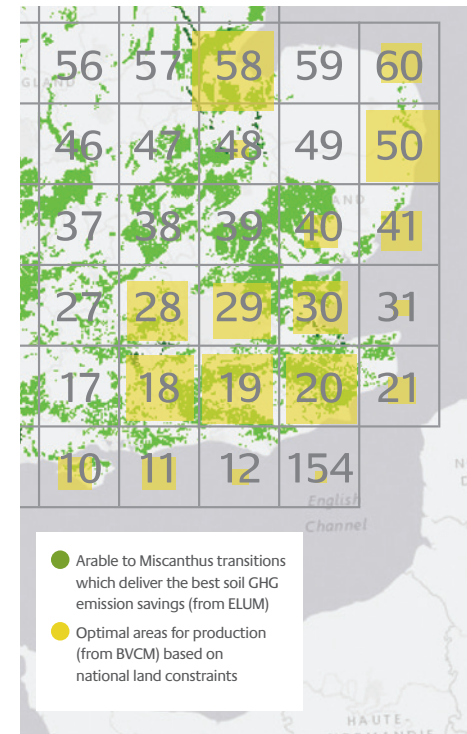 56 57 58 59 60
GLAND
46 47 48 49 50
AND
37 38 39 40 41
27 28 29 30 31
17 18 19 20 21
10 11 12 154
English
Channel
Arable to Miscanthus transitions
which deliver the best soil GHG
emission savings (from ELUM)
Optimal areas for production
(from BVCM) based on
national land constraints
HAUTE-